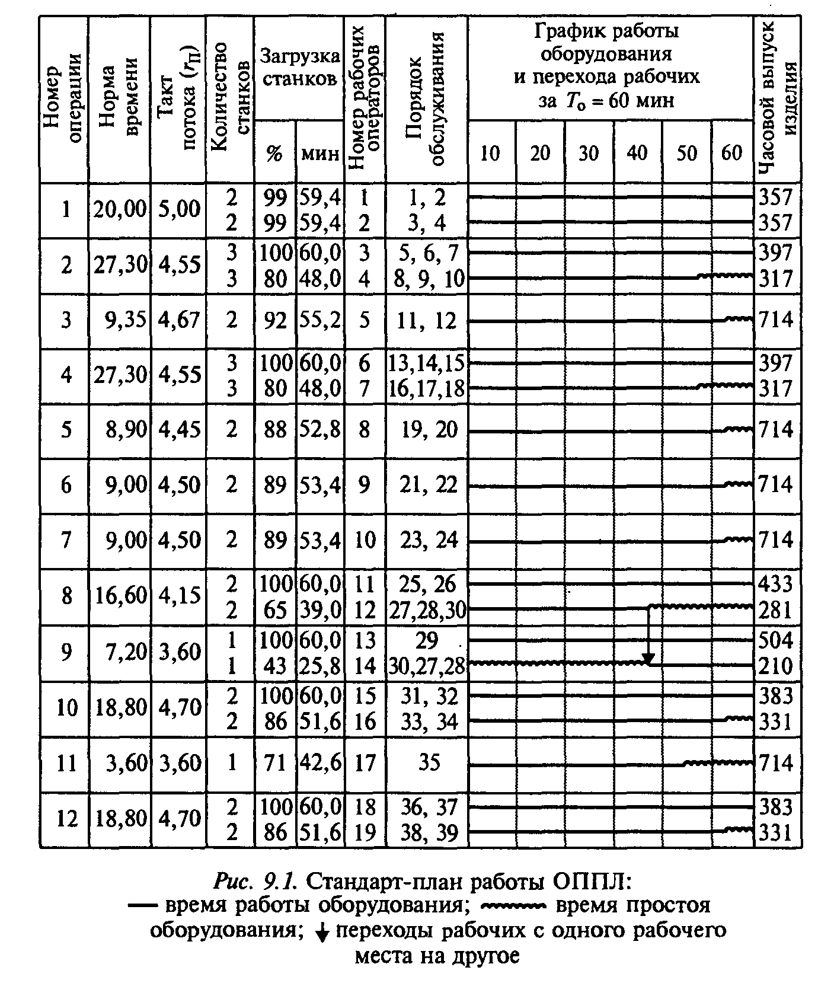 Номер операции
Норма времени
Такт потока (rп)
Количество станков
Загрузка станков
%
мин
Номер рабочих операторов
Порядок обслуживания
График работы
оборудования
и перехода рабочих
за Tо = 60 мин
10 20 30 40 50 60
Часовой выпуск изделия
1 20,00 5,00 2 99 59,4 1 1, 2 357
2 99 59,4 2 3, 4 357
2 27,30 4,55 3 100 60,0 3 5, 6, 7 397
3 80 48,0 4 8, 9, 10 317
3 9,35 4,67 2 92 55,2 5 11, 12 714
4 27,30 4,55 3 100 60,0 6 13,14,15 397
3 80 48,0 7 16,17,18 317
5 8,90 4,45 2 88 52,8 8 19, 20 714
6 9,00 4,50 2 89 53,4 9 21, 22 714
7 9,00 4,50 2 89 53,4 10 23, 24 714
8 16,60 4,15 2 100 60,0 11 25, 26 433
2 65 39,0 12 27,28,30 281
9 7,20 3,60 1 100 60,0 13 29 504
1 43 25,8 14 30,27,28 210
10 18,80 4,70 2 100 60,0 15 31, 32 383
2 86 51,6 16 33, 34 331
11 3,60 3,60 1 71 42,6 17 35 714
12 18,80 4,70 2 100 60,0 18 36, 37 383
2 86 51,6 19 38, 39 331
Рис. 9.1. Стандарт-план работы ОППЛ:
— время работы оборудования; время простоя
оборудования; переходы рабочих с одного рабочего
места на другое